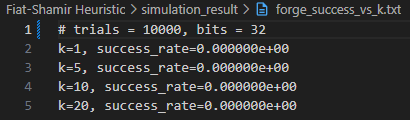 Fiat-Shamir Heuristic > simulation_result > forge_success_vs_k.txt
1 # trials = 10000, bits = 32
2 k=1, success_rate=0.000000e+00
3 k=5, success_rate=0.000000e+00
4 k=10, success_rate=0.000000e+00
5 k=20, success_rate=0.000000e+00